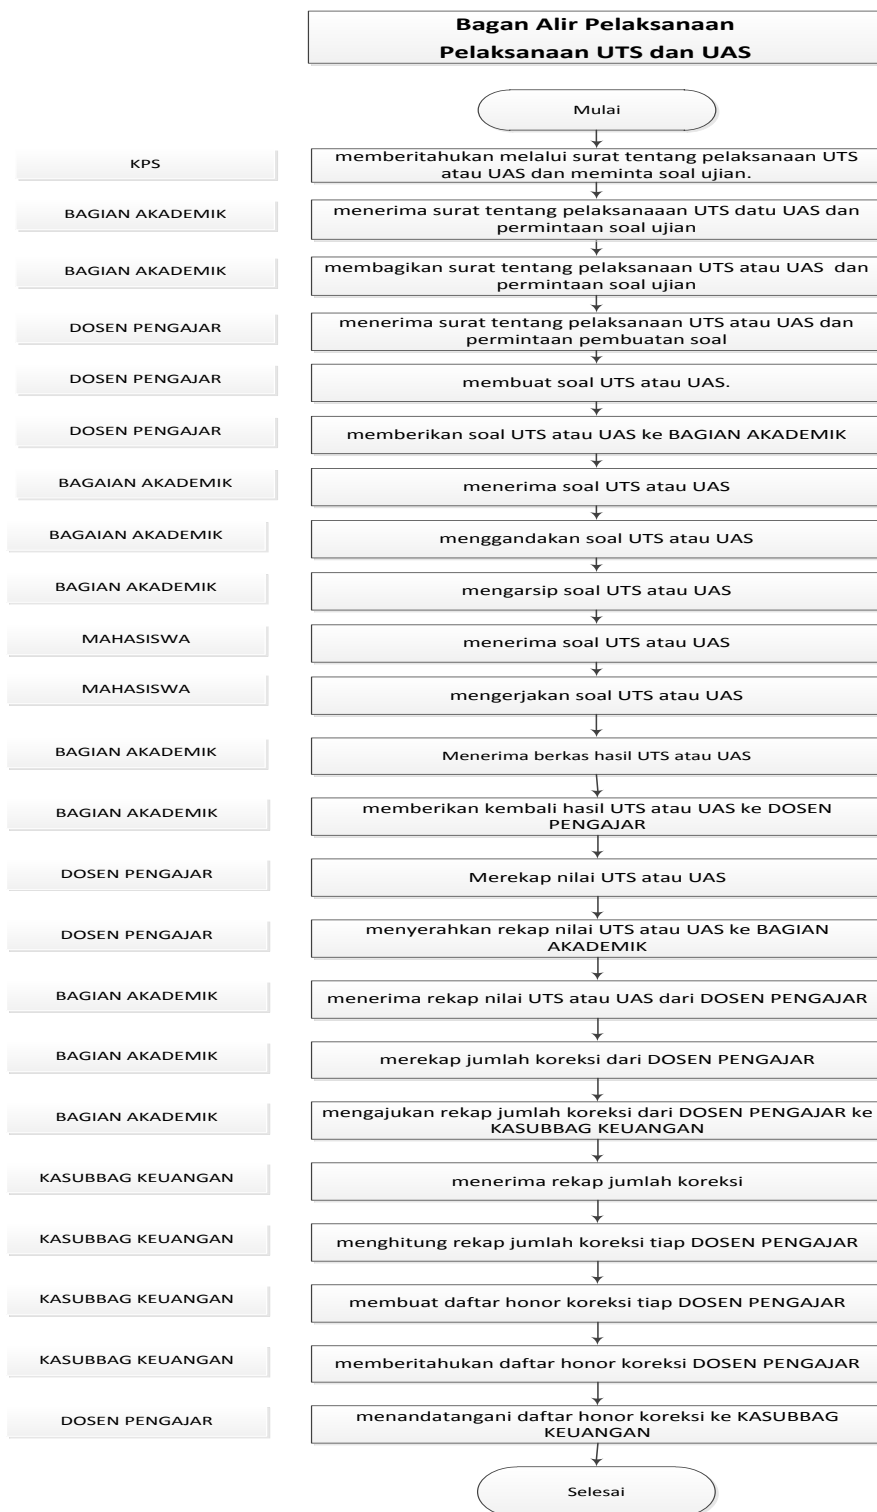 Bagan Alir Pelaksanaan
Pelaksanaan UTS dan UAS
Mulai
KPS
memberitahukan melalui surat tentang pelaksanaan UTS
atau UAS dan meminta soal ujian.
BAGIAN AKADEMIK
menerima surat tentang pelaksanaaan UTS datu UAS dan
permintaan soal ujian
BAGIAN AKADEMIK
membagikan surat tentang pelaksanaan UTS atau UAS dan
permintaan soal ujian
DOSEN PENGAJAR
menerima surat tentang pelaksanaan UTS atau UAS dan
permintaan pembuatan soal
DOSEN PENGAJAR
membuat soal UTS atau UAS.
DOSEN PENGAJAR
memberikan soal UTS atau UAS ke BAGIAN AKADEMIK
BAGAIAN AKADEMIK
menerima soal UTS atau UAS
BAGAIAN AKADEMIK
menggandakan soal UTS atau UAS
BAGIAN AKADEMIK
mengarsip soal UTS atau UAS
MAHASISWA
menerima soal UTS atau UAS
MAHASISWA
mengerjakan soal UTS atau UAS
BAGIAN AKADEMIK
Menerima berkas hasil UTS atau UAS
BAGIAN AKADEMIK
memberikan kembali hasil UTS atau UAS ke DOSEN
PENGAJAR
DOSEN PENGAJAR
Merekap nilai UTS atau UAS
DOSEN PENGAJAR
menyerahkan rekap nilai UTS atau UAS ke BAGIAN
AKADEMIK
BAGIAN AKADEMIK
menerima rekap nilai UTS atau UAS dari DOSEN PENGAJAR
BAGIAN AKADEMIK
merekap jumlah koreksi dari DOSEN PENGAJAR
BAGIAN AKADEMIK
mengajukan rekap jumlah koreksi dari DOSEN PENGAJAR ke
KASUBBAG KEUANGAN
KASUBBAG KEUANGAN
menerima rekap jumlah koreksi
KASUBBAG KEUANGAN
menghitung rekap jumlah koreksi tiap DOSEN PENGAJAR
KASUBBAG KEUANGAN
membuat daftar honor koreksi tiap DOSEN PENGAJAR
KASUBBAG KEUANGAN
memberitahukan daftar honor koreksi DOSEN PENGAJAR
DOSEN PENGAJAR
menandatangani daftar honor koreksi ke KASUBBAG
KEUANGAN
Selesai